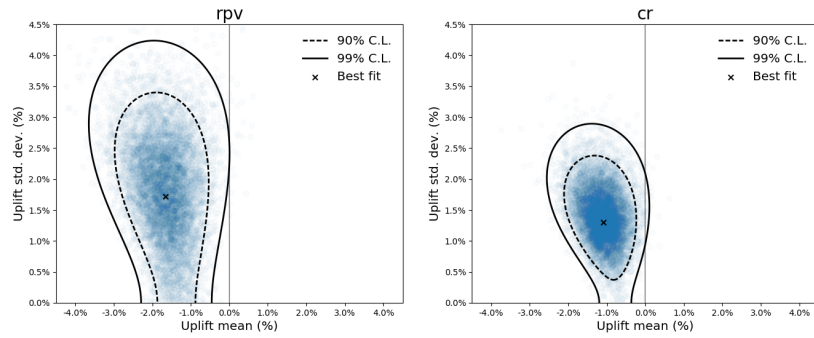 rpv
4.5%
4.0%
3.5%
3.0%
2.5%
2.0%
1.5%
1.0%
0.5%
0.0%
Uplift std. dev. (%)
90% C.L.
99% C.L.
Best fit
-4.0% -3.0% -2.0% -1.0% 0.0% 1.0% 2.0% 3.0% 4.0%
Uplift mean (%)
cr
4.5%
4.0%
3.5%
3.0%
2.5%
2.0%
1.5%
1.0%
0.5%
0.0%
Uplift std. dev. (%)
90% C.L.
99% C.L.
Best fit
-4.0% -3.0% -2.0% -1.0% 0.0% 1.0% 2.0% 3.0% 4.0%
Uplift mean (%)